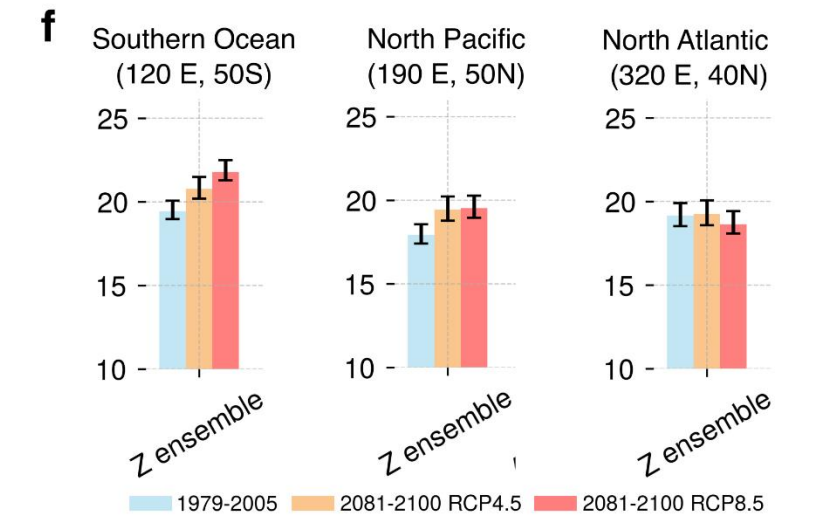 f
Southern Ocean
(120 E, 50S)
North Pacific
(190 E, 50N)
North Atlantic
(320 E, 40N)
25
20
15
10
Z ensemble
25
20
15
10
Z ensemble
25
20
15
10
Z ensemble
1979-2005
2081-2100 RCP4.5
2081-2100 RCP8.5